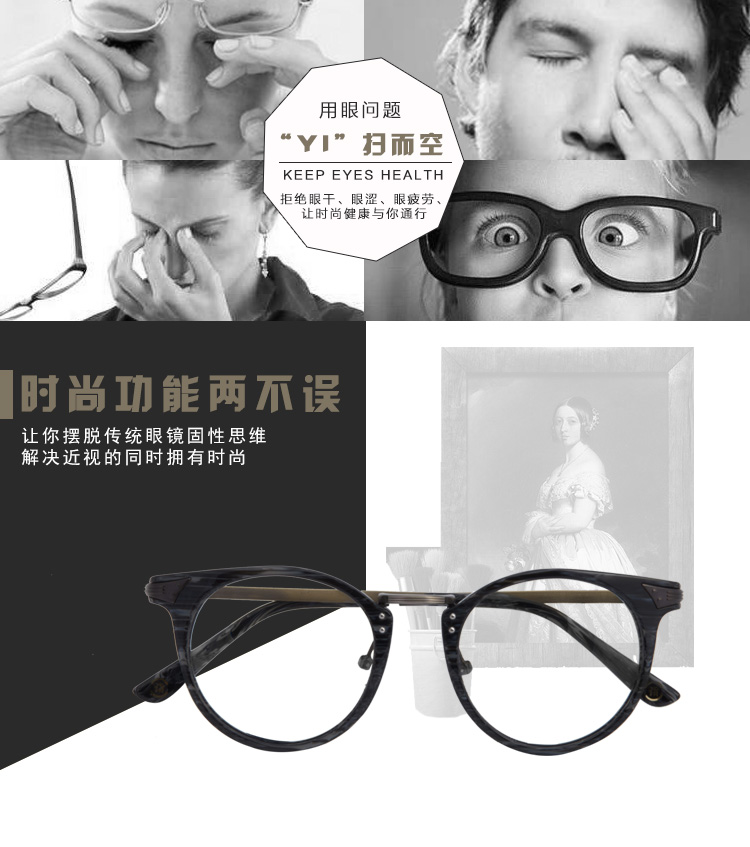 用眼问题
“YI” 扫而空
KEEP EYES HEALTH
拒绝眼干、眼涩、眼疲劳、
让时尚健康与你通行
时尚功能两不误
让你摆脱传统眼镜固性思维
解决近视的同时拥有时尚